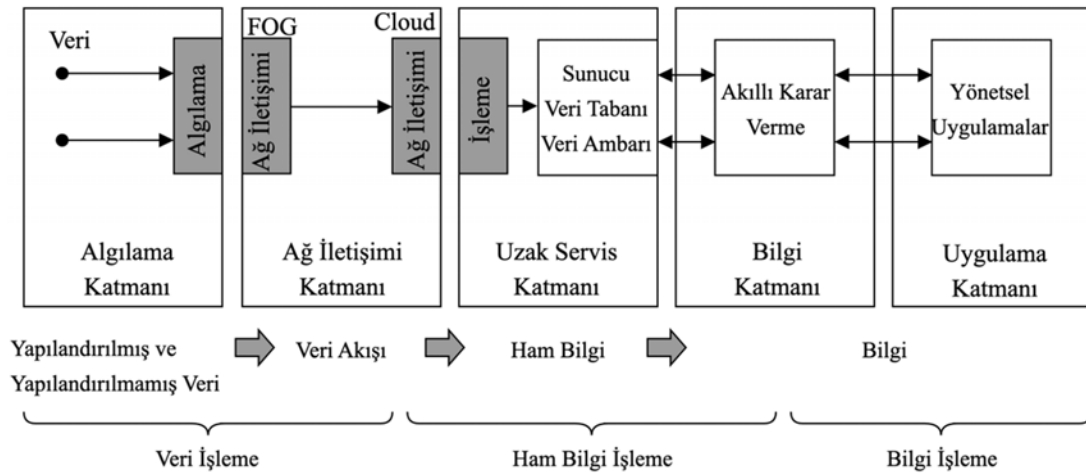 Veri
Algılama
Algılama
Katmanı
FOG
Cloud
Ağ İletişimi
Ağ İletişimi
Ağ İletişimi
Katmanı
İşleme
Sunucu
Veri Tabanı
Veri Ambarı
Uzak Servis
Katmanı
Akıllı Karar
Verme
Bilgi
Katmanı
Yönetsel
Uygulamalar
Uygulama
Katmanı
Yapılandırılmış ve
Yapılandırılmamış Veri
Veri Akışı
Ham Bilgi
Bilgi
Veri İşleme
Ham Bilgi İşleme
Bilgi İşleme